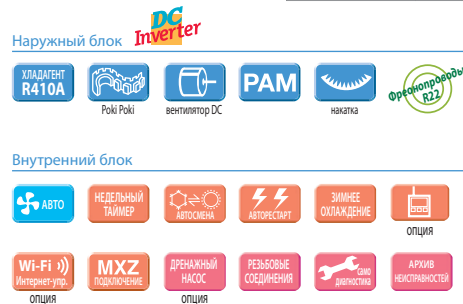 DC
Inverter
Наружный блок
ХЛАДАГЕНТ
R410A
Poki Poki
вентилятор DC
PAM
накатка
Фреонопроводы
R22
Внутренний блок
АВТО
НЕДЕЛЬНЫЙ
ТАЙМЕР
АВТОСМЕНА
АВТОРЕСТАРТ
ЗИМНЕЕ
ОХЛАЖДЕНИЕ
опция
Wi-Fi
Интернет-упр.
опция
MXZ
ПОДКЛЮЧЕНИЕ
ДРЕНАЖНЫЙ
НАСОС
опция
РЕЗЬБОВЫЕ
СОЕДИНЕНИЯ
само
диагностика
АРХИВ
НЕИСПРАВНОСТЕЙ